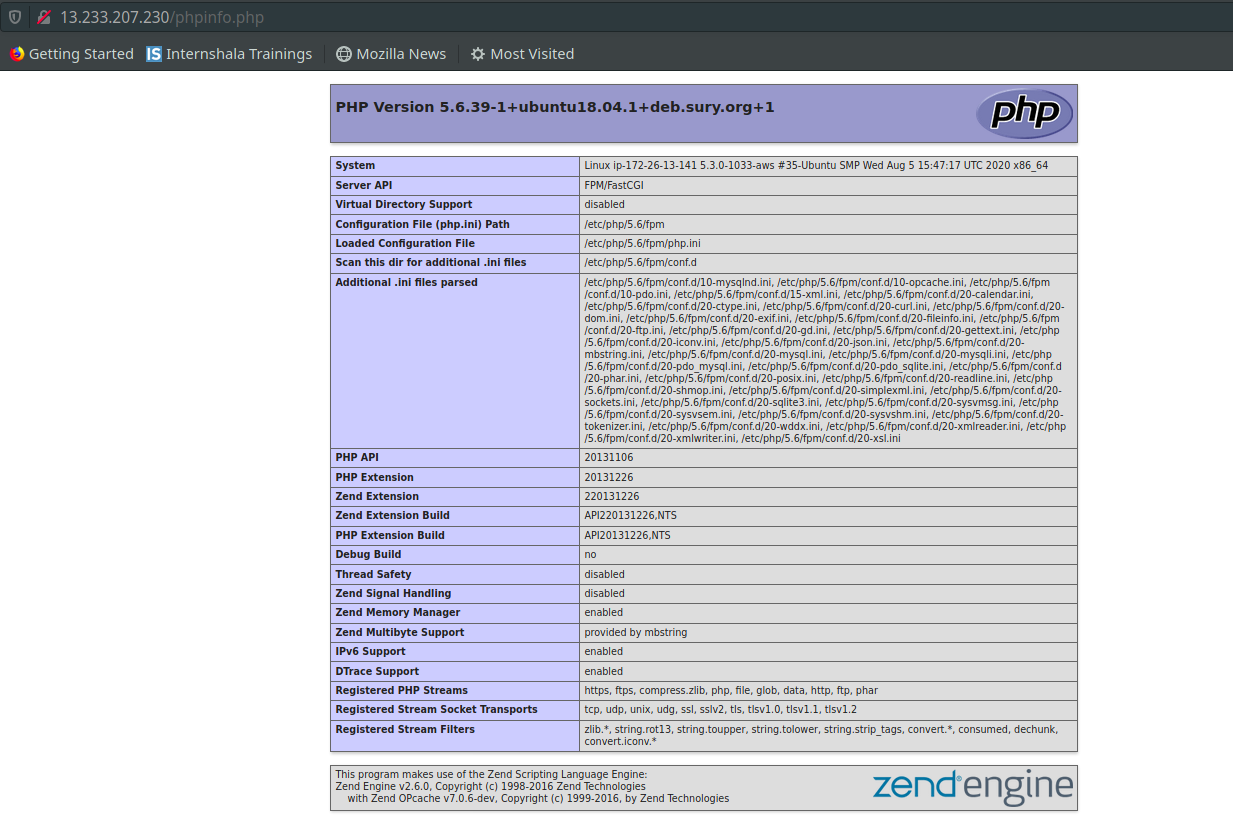 13.233.207.230/phpinfo.php
Getting Started IS Internshala Trainings Mozilla News Most Visited
PHP Version 5.6.39-1+ubuntu18.04.1+deb.sury.org+1
php
System Linux ip-172-26-13-141 5.3.0-1033-aws #35-Ubuntu SMP Wed Aug 5 15:47:17 UTC 2020 x86_64
Server API FPM/FastCGI
Virtual Directory Support disabled
Configuration File (php.ini) Path /etc/php/5.6/fpm
Loaded Configuration File /etc/php/5.6/fpm/php.ini
Scan this dir for additional .ini files /etc/php/5.6/fpm/conf.d
Additional .ini files parsed /etc/php/5.6/fpm/conf.d/10-mysqlnd.ini, /etc/php/5.6/fpm/conf.d/10-opcache.ini, /etc/php/5.6/fpm
/conf.d/10-pdo.ini, /etc/php/5.6/fpm/conf.d/15-xml.ini, /etc/php/5.6/fpm/conf.d/20-calendar.ini,
/etc/php/5.6/fpm/conf.d/20-ctype.ini, /etc/php/5.6/fpm/conf.d/20-curl.ini, /etc/php/5.6/fpm/conf.d/20-
dom.ini, /etc/php/5.6/fpm/conf.d/20-exif.ini, /etc/php/5.6/fpm/conf.d/20-fileinfo.ini, /etc/php/5.6/fpm
/conf.d/20-ftp.ini, /etc/php/5.6/fpm/conf.d/20-gd.ini, /etc/php/5.6/fpm/conf.d/20-gettext.ini, /etc/php
/5.6/fpm/conf.d/20-iconv.ini, /etc/php/5.6/fpm/conf.d/20-json.ini, /etc/php/5.6/fpm/conf.d/20-
mbstring.ini, /etc/php/5.6/fpm/conf.d/20-mysql.ini, /etc/php/5.6/fpm/conf.d/20-mysqli.ini, /etc/php
/5.6/fpm/conf.d/20-pdo_mysql.ini, /etc/php/5.6/fpm/conf.d/20-pdo_sqlite.ini, /etc/php/5.6/fpm/conf.d
/20-phar.ini, /etc/php/5.6/fpm/conf.d/20-posix.ini, /etc/php/5.6/fpm/conf.d/20-readline.ini, /etc/php
/5.6/fpm/conf.d/20-shmop.ini, /etc/php/5.6/fpm/conf.d/20-simplexml.ini, /etc/php/5.6/fpm/conf.d/20-
sockets.ini, /etc/php/5.6/fpm/conf.d/20-sqlite3.ini, /etc/php/5.6/fpm/conf.d/20-sysvmsg.ini, /etc/php
/5.6/fpm/conf.d/20-sysvsem.ini, /etc/php/5.6/fpm/conf.d/20-sysvshm.ini, /etc/php/5.6/fpm/conf.d/20-
tokenizer.ini, /etc/php/5.6/fpm/conf.d/20-wddx.ini, /etc/php/5.6/fpm/conf.d/20-xmlreader.ini, /etc/php
/5.6/fpm/conf.d/20-xmlwriter.ini, /etc/php/5.6/fpm/conf.d/20-xsl.ini
PHP API 20131106
PHP Extension 20131226
Zend Extension 220131226
Zend Extension Build API220131226,NTS
PHP Extension Build API20131226,NTS
Debug Build no
Thread Safety disabled
Zend Signal Handling disabled
Zend Memory Manager enabled
Zend Multibyte Support provided by mbstring
IPv6 Support enabled
DTrace Support enabled
Registered PHP Streams https, ftps, compress.zlib, php, file, glob, data, http, ftp, phar
Registered Stream Socket Transports tcp, udp, unix, udg, ssl, sslv2, tls, tlsv1.0, tlsv1.1, tlsv1.2
Registered Stream Filters zlib.*, string.rot13, string.toupper, string.tolower, string.strip_tags, convert.*, consumed, dechunk,
convert.iconv.*
This program makes use of the Zend Scripting Language Engine:
Zend Engine v2.6.0, Copyright (c) 1998-2016 Zend Technologies
with Zend OPcache v7.0.6-dev, Copyright (c) 1999-2016, by Zend Technologies
zend® engine